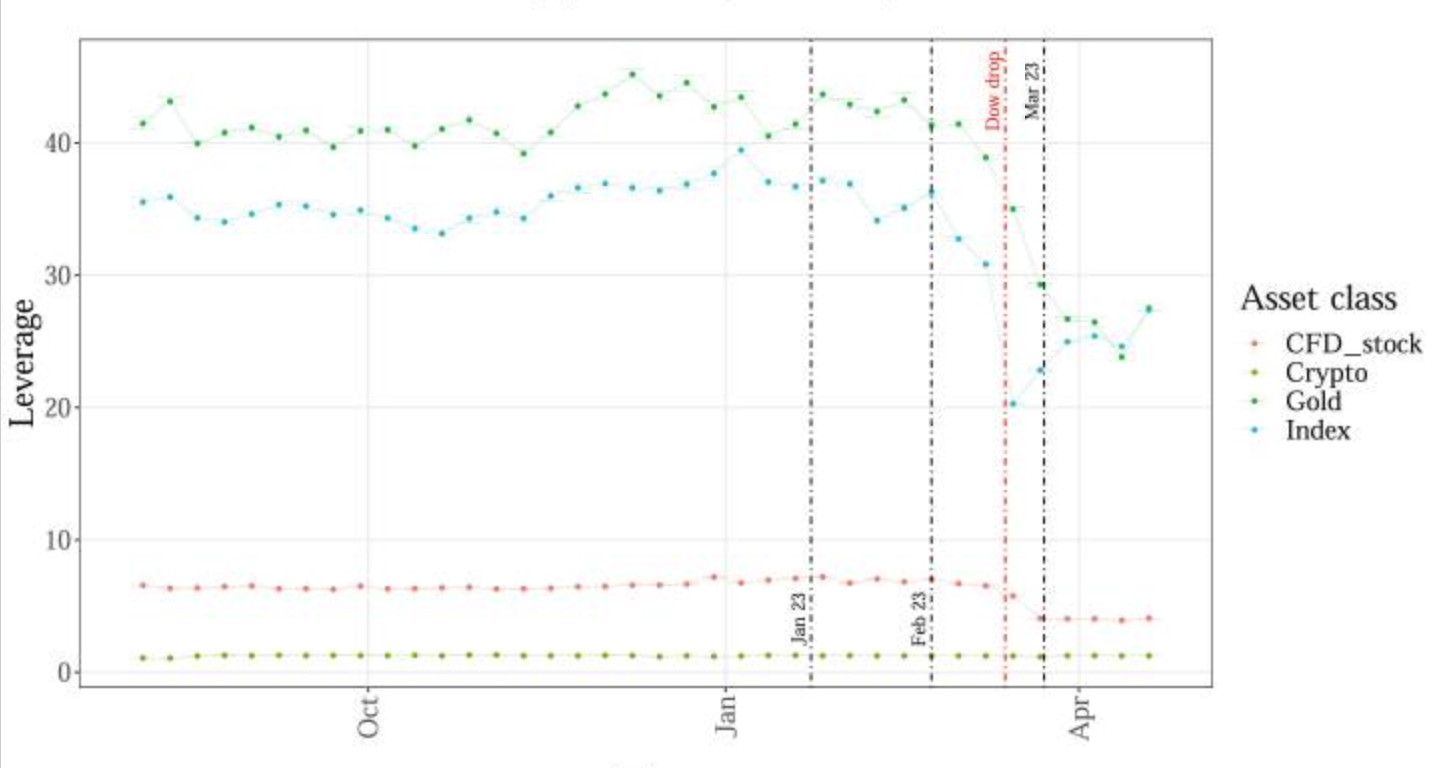 Leverage
40
30
20
10
0
Oct
Jan
Apr
Jan 23
Feb 23
Dow drop
Mar 23
Asset class
CFD_stock
Crypto
Gold
Index